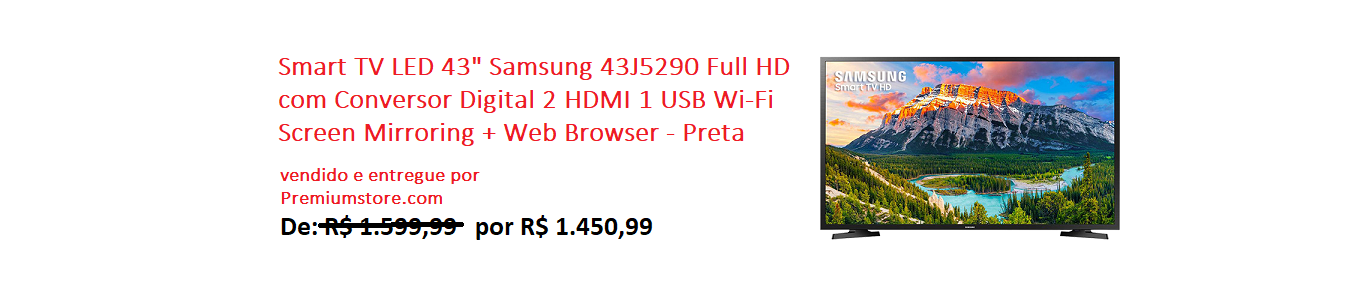 Smart TV LED 43" Samsung 43J5290 Full HD
com Conversor Digital 2 HDMI 1 USB Wi-Fi
Screen Mirroring + Web Browser - Preta
vendido e entregue por
Premiumstore.com
De: R$ 1.599,99 por R$ 1.450,99
SAMSUNG
Smart TV HD
SAMSUNG